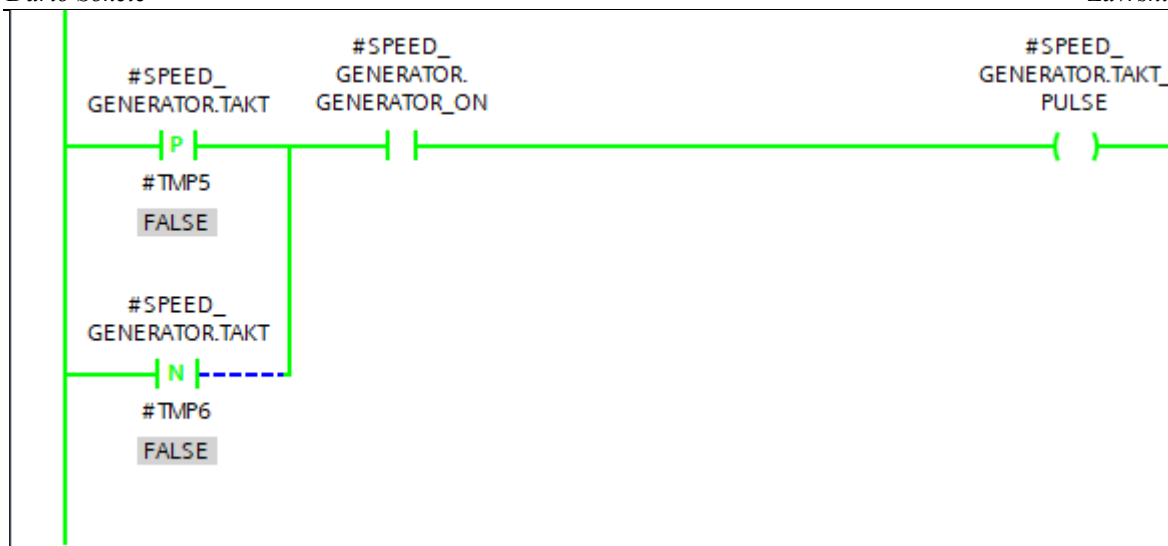 #SPEED_
GENERATOR.TAKT
P
#TMP5
FALSE
#SPEED_
GENERATOR.
GENERATOR_ON
#SPEED_
GENERATOR.TAKT_
PULSE
#SPEED_
GENERATOR.TAKT
N
#TMP6
FALSE